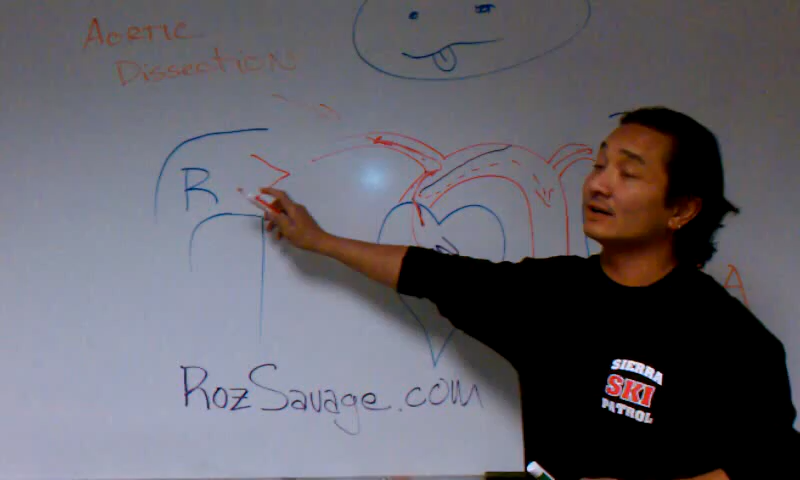 Aortic
Dissection
R >
A
RozSavage.com
SIERRA
SKI
PATROL